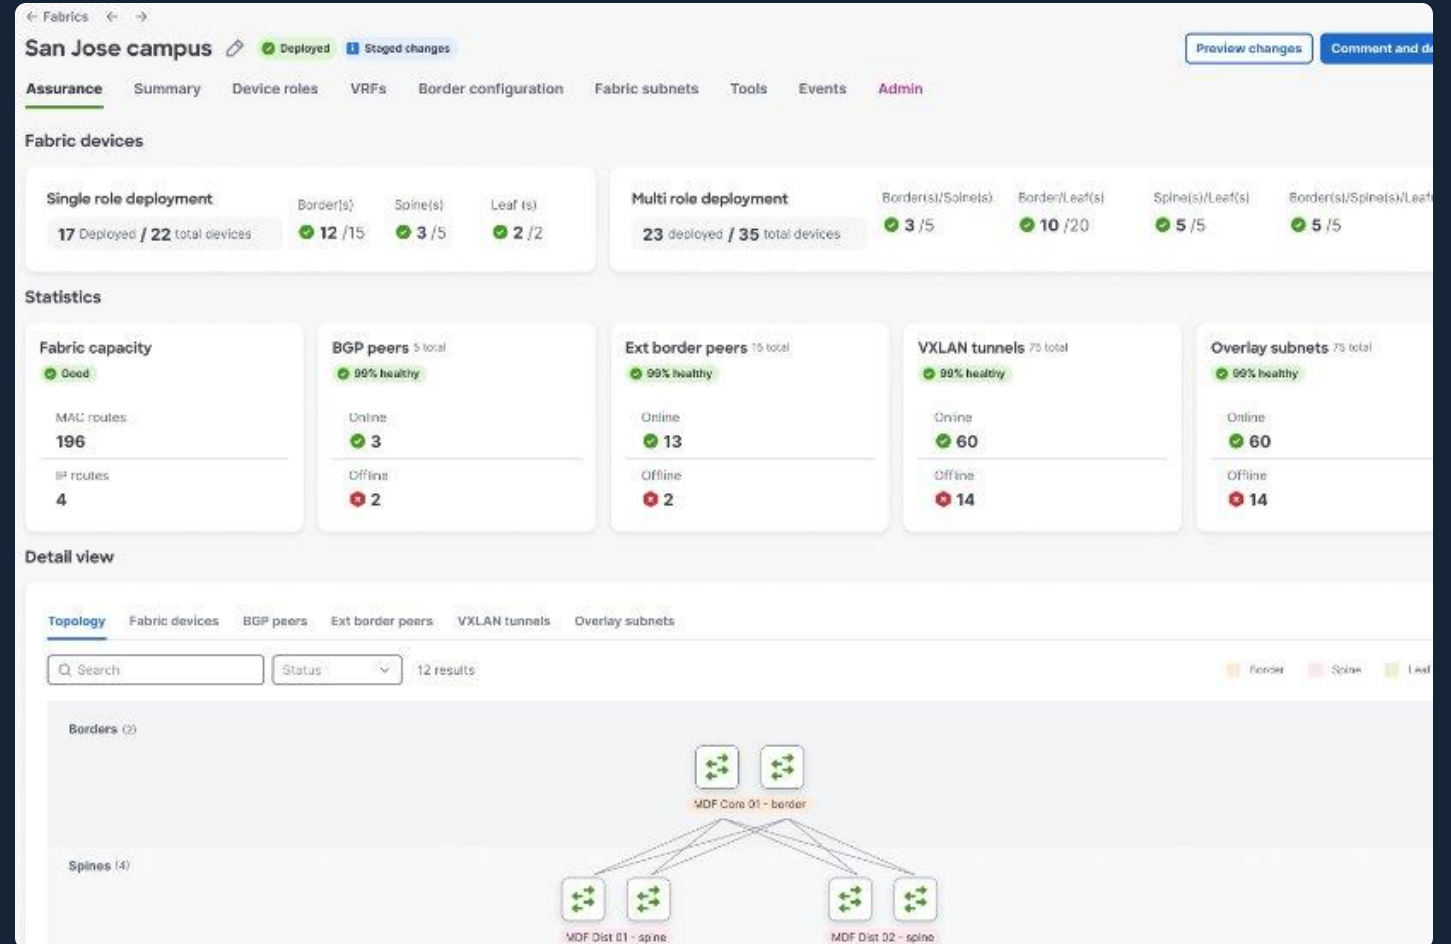 ← Fabrics ← →
San Jose campus Deployed Staged changes Preview changes Comment and de
Assurance Summary Device roles VRFs Border configuration Fabric subnets Tools Events Admin
Fabric devices
Single role deployment
17 Deployed / 22 total devices
Border(s) Spine(s) Leaf (s)
12 /15 3 /5 2 /2
Multi role deployment
23 deployed / 35 total devices
Border(s)/Spine(s) Border/Leaf(s) Spine(s)/Leaf(s) Border(s)/Spine(s)/Leaf
3 /5 10 /20 5 /5 5 /5
Statistics
Fabric capacity
Good
MAC routes
196
IP routes
4
BGP peers 5 total
99% healthy
Online
3
Offline
2
Ext border peers 15 total
99% healthy
Online
13
Offline
2
VXLAN tunnels 75 total
99% healthy
Online
60
Offline
14
Overlay subnets 75 total
99% healthy
Online
60
Offline
14
Detail view
Topology Fabric devices BGP peers Ext border peers VXLAN tunnels Overlay subnets
Search Status 12 results Border Spine Leaf
Borders (2)
MDF Core 01 - border
Spines (4)
MDF Dist 01 - spine MDF Dist 02 - spine